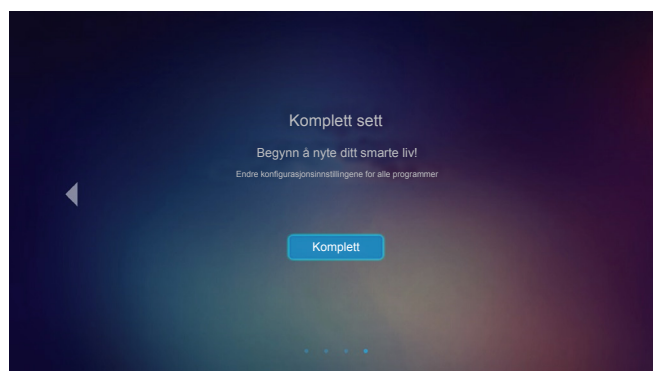 Komplett sett
Begynn å nyte ditt smarte liv!
Endre konfigurasjonsinnstillingene for alle programmer
Komplett